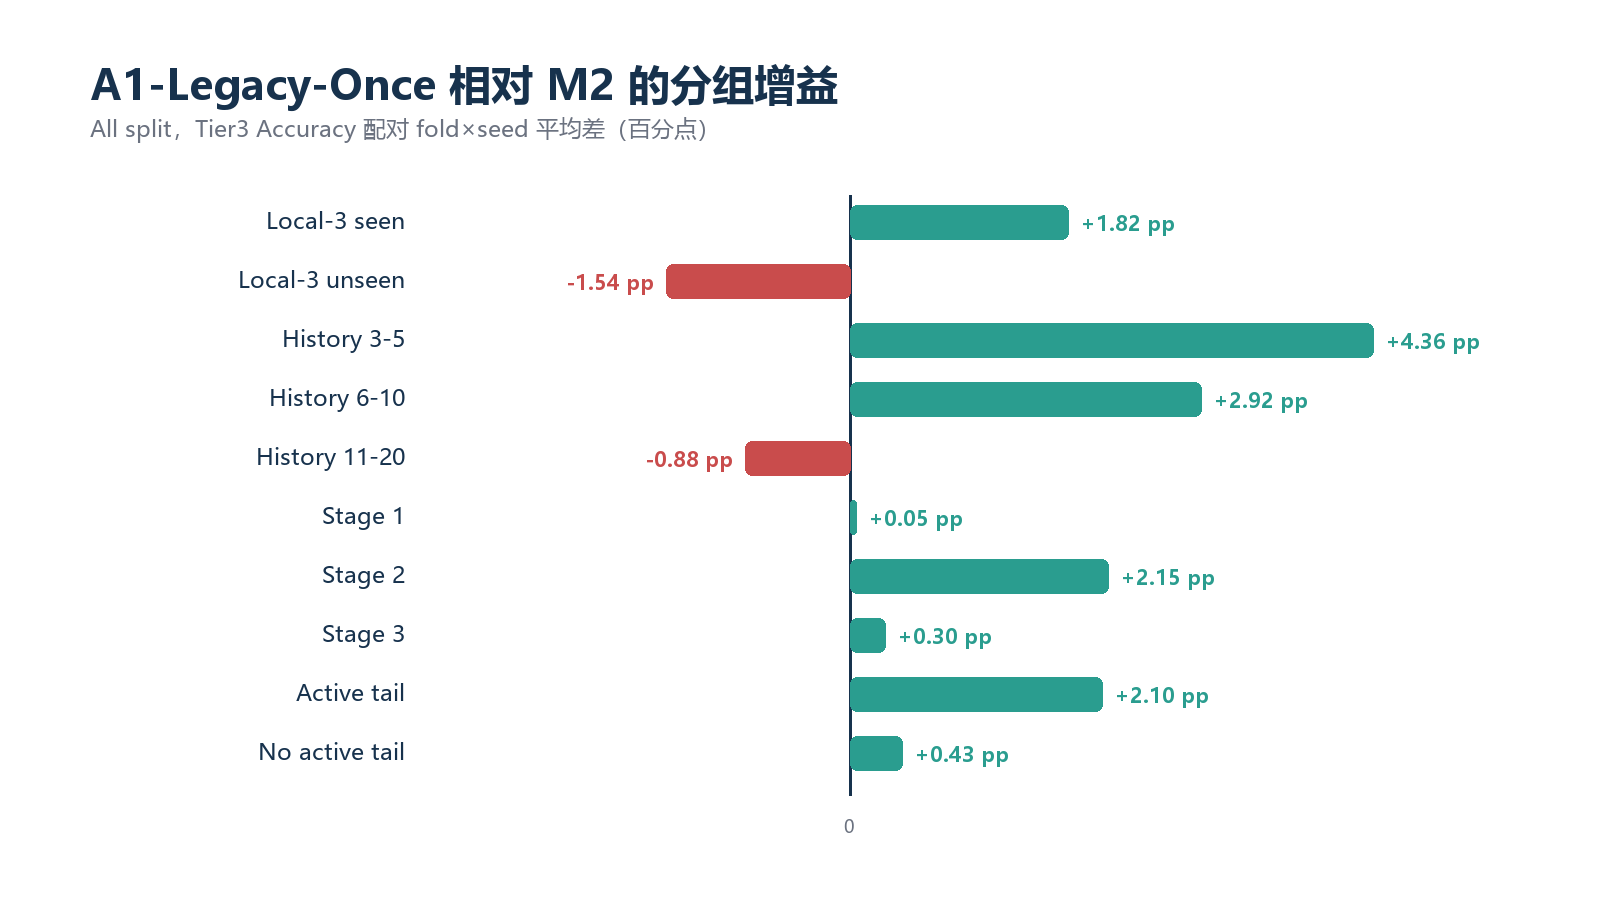 A1-Legacy-Once 相对 M2 的分组增益
All split，Tier3 Accuracy 配对 fold×seed 平均差（百分点）
Local-3 seen +1.82 pp
Local-3 unseen -1.54 pp
History 3-5 +4.36 pp
History 6-10 +2.92 pp
History 11-20 -0.88 pp
Stage 1 +0.05 pp
Stage 2 +2.15 pp
Stage 3 +0.30 pp
Active tail +2.10 pp
No active tail +0.43 pp
0